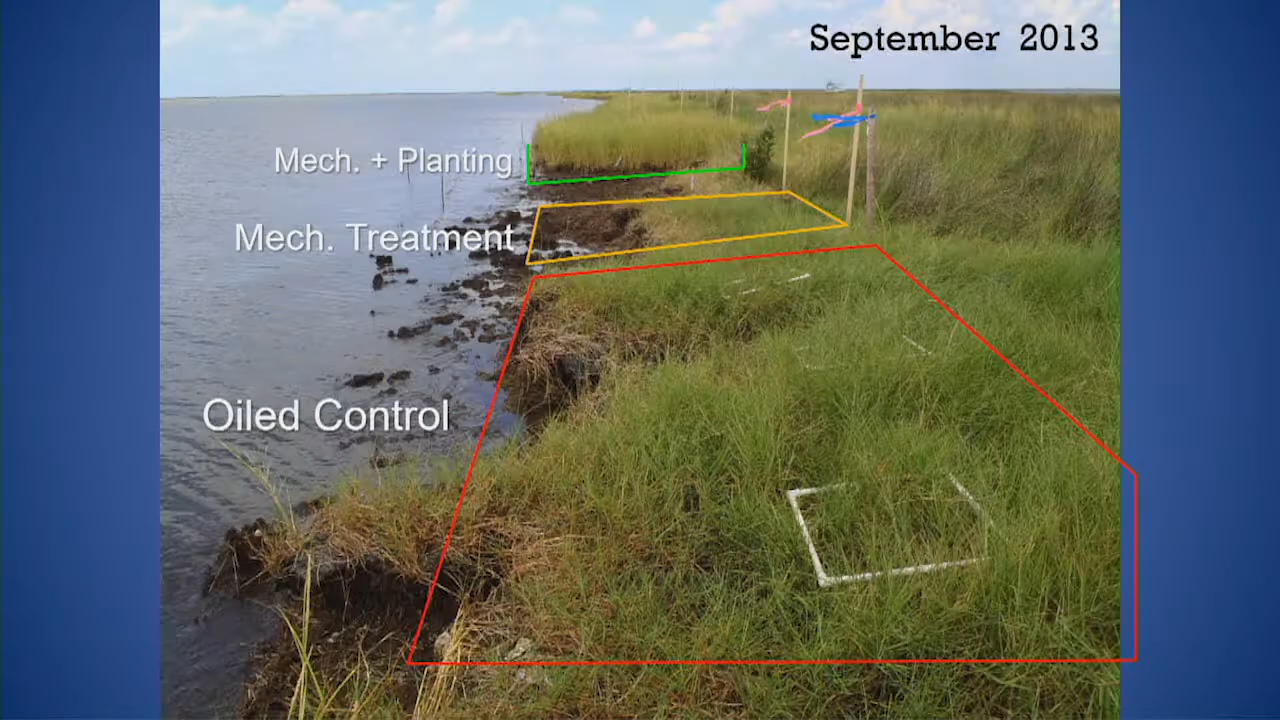 September 2013
Mech. + Planting
Mech. Treatment
Oiled Control